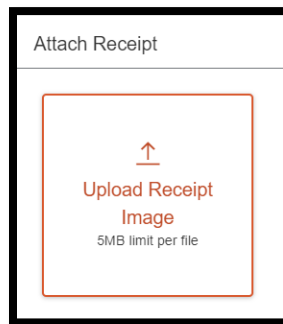 Attach Receipt
Upload Receipt
Image
5MB limit per file